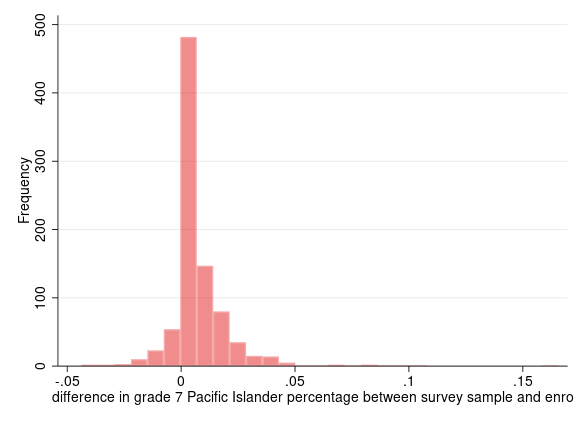 500
400
300
200
100
0
Frequency
-.05 0 .05 .1 .15
difference in grade 7 Pacific Islander percentage between survey sample and enro